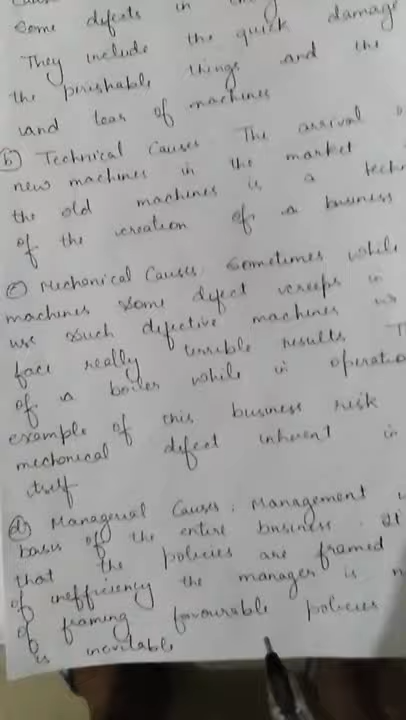 some defects in
They include the quick damage
the perishable things and the
and tear of machines
(b) Technical Causes. The arrival
new machines in the market
the old machines is a tech
of the creation of a business
(c) Mechanical Causes. Sometimes while
machines some defect creeps in
use such defective machines
face really terrible results. T
of a boiler while in operatio
example of this business risk
mechanical defect inherent in
itself
(d) Managerial Causes. Management
basis of the entire business. It
that the policies are framed
of inefficiency the manager is
of framing favourable policies
is inevitable